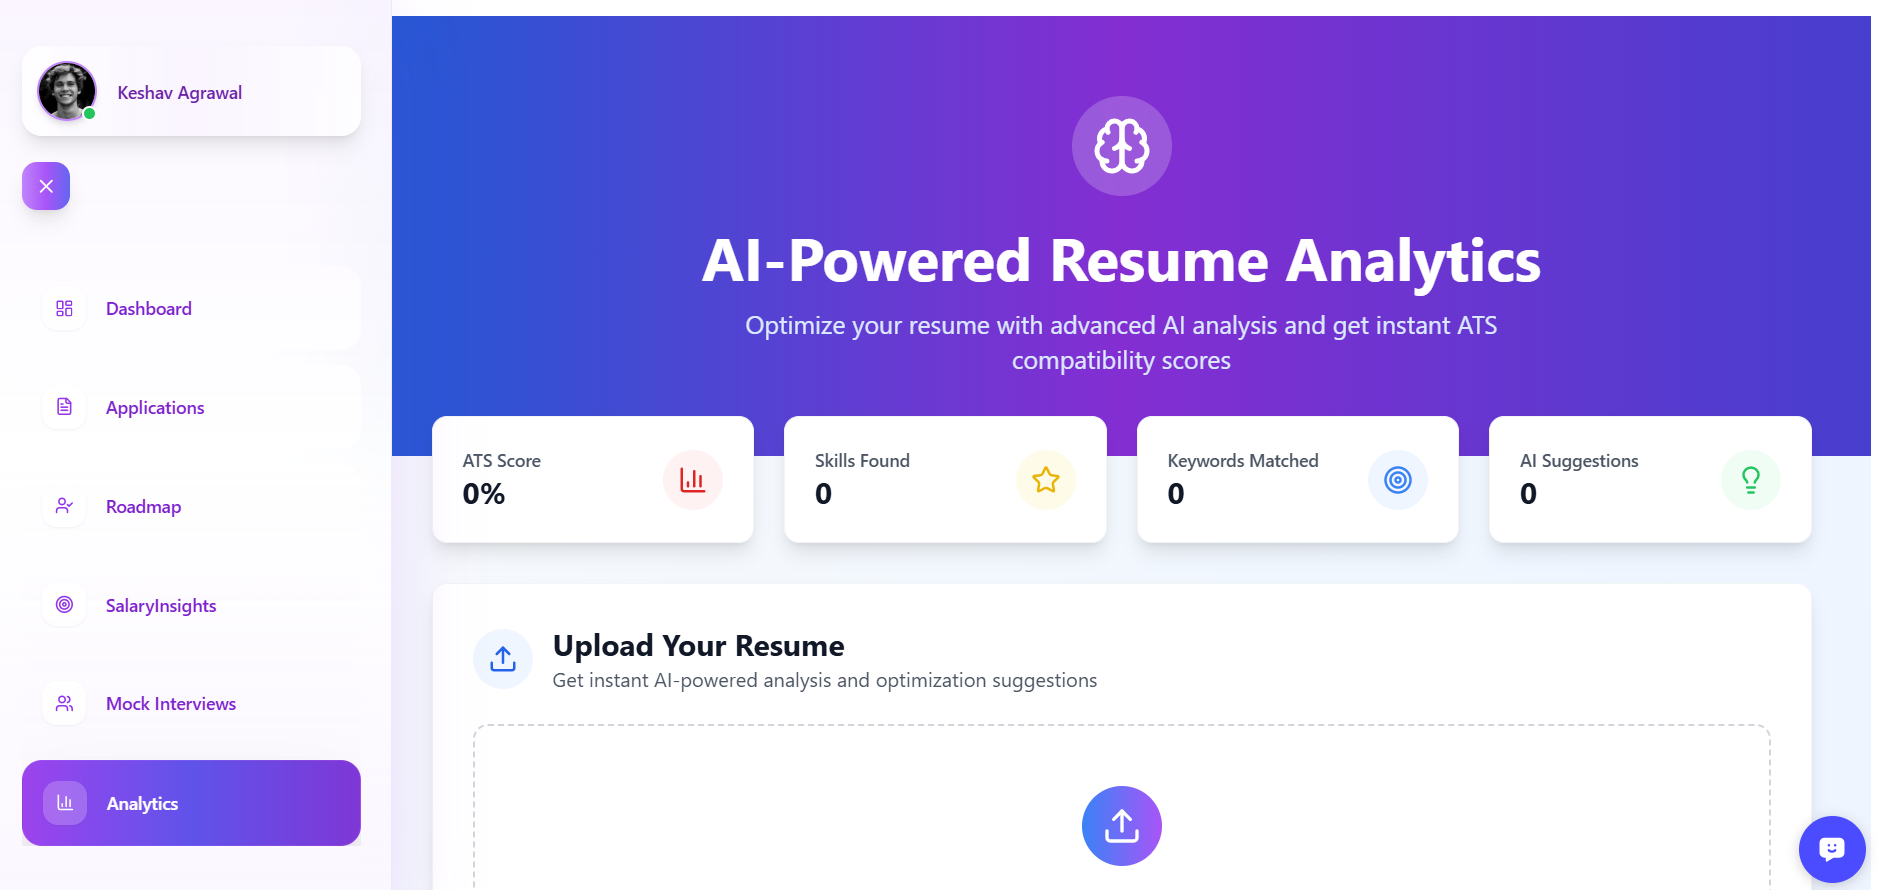 Keshav Agrawal
Dashboard
Applications
Roadmap
SalaryInsights
Mock Interviews
Analytics
AI-Powered Resume Analytics
Optimize your resume with advanced AI analysis and get instant ATS
compatibility scores
ATS Score
0%
Skills Found
0
Keywords Matched
0
AI Suggestions
0
Upload Your Resume
Get instant AI-powered analysis and optimization suggestions